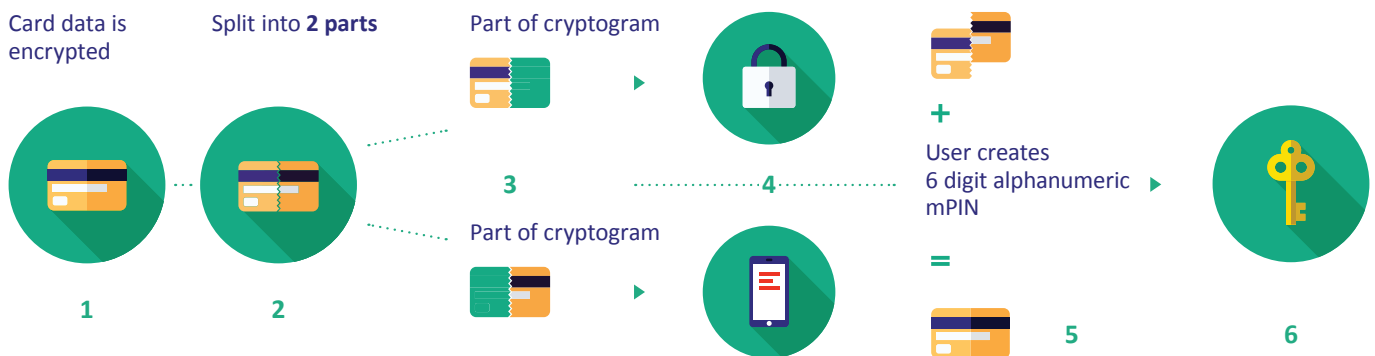 Card data is
encrypted
Split into 2 parts
Part of cryptogram
+
User creates
6 digit alphanumeric
mPIN
=
Part of cryptogram
1
2
3
4
5
6